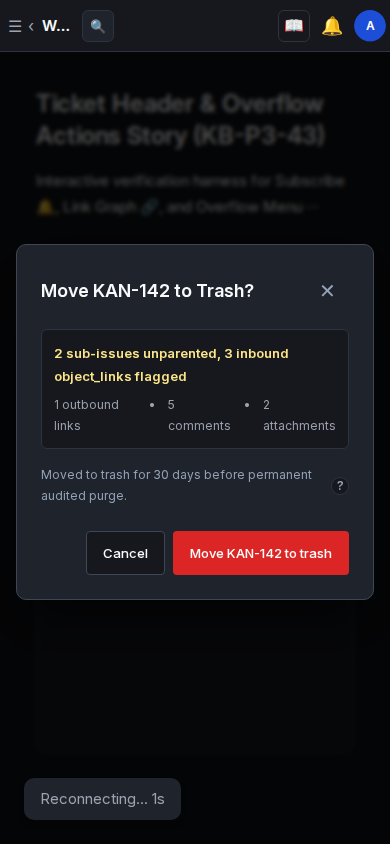 W...
A
Ticket Header & Overflow
Actions Story (KB-P3-43)
Interactive verification harness for Subscribe
🔔, Link Graph 🔗, and Overflow Menu ···
Move KAN-142 to Trash?
2 sub-issues unparented, 3 inbound
object_links flagged
1 outbound links • 5 comments • 2 attachments
Moved to trash for 30 days before permanent
audited purge.
?
Cancel
Move KAN-142 to trash
Reconnecting... 1s